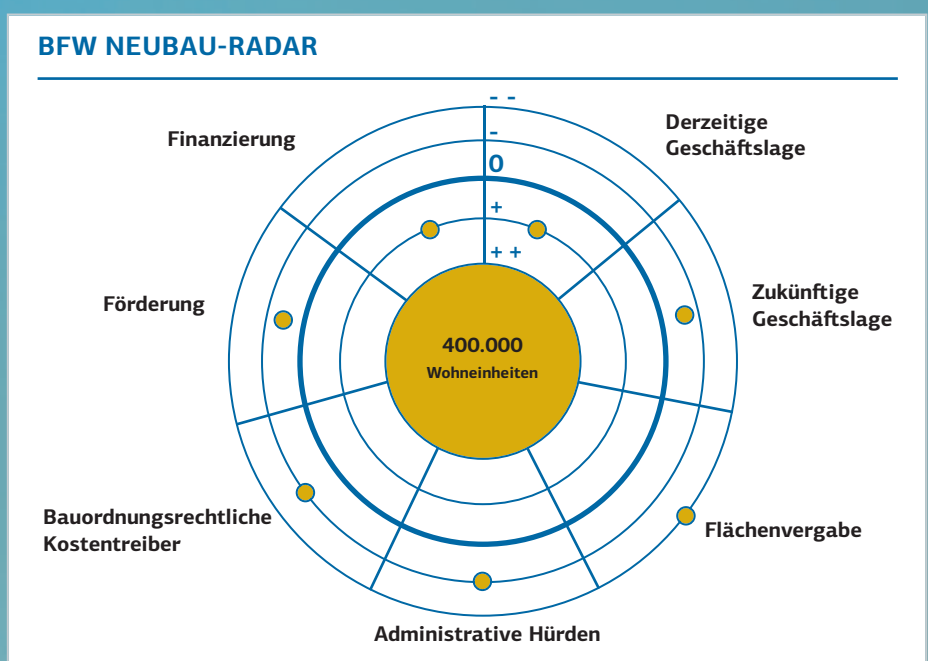 BFW NEUBAU-RADAR
- -
-
0
+
+ +
Finanzierung
Derzeitige
Geschäftslage
Förderung
Zukünftige
Geschäftslage
400.000
Wohneinheiten
Bauordnungsrechtliche
Kostentreiber
Flächenvergabe
Administrative Hürden